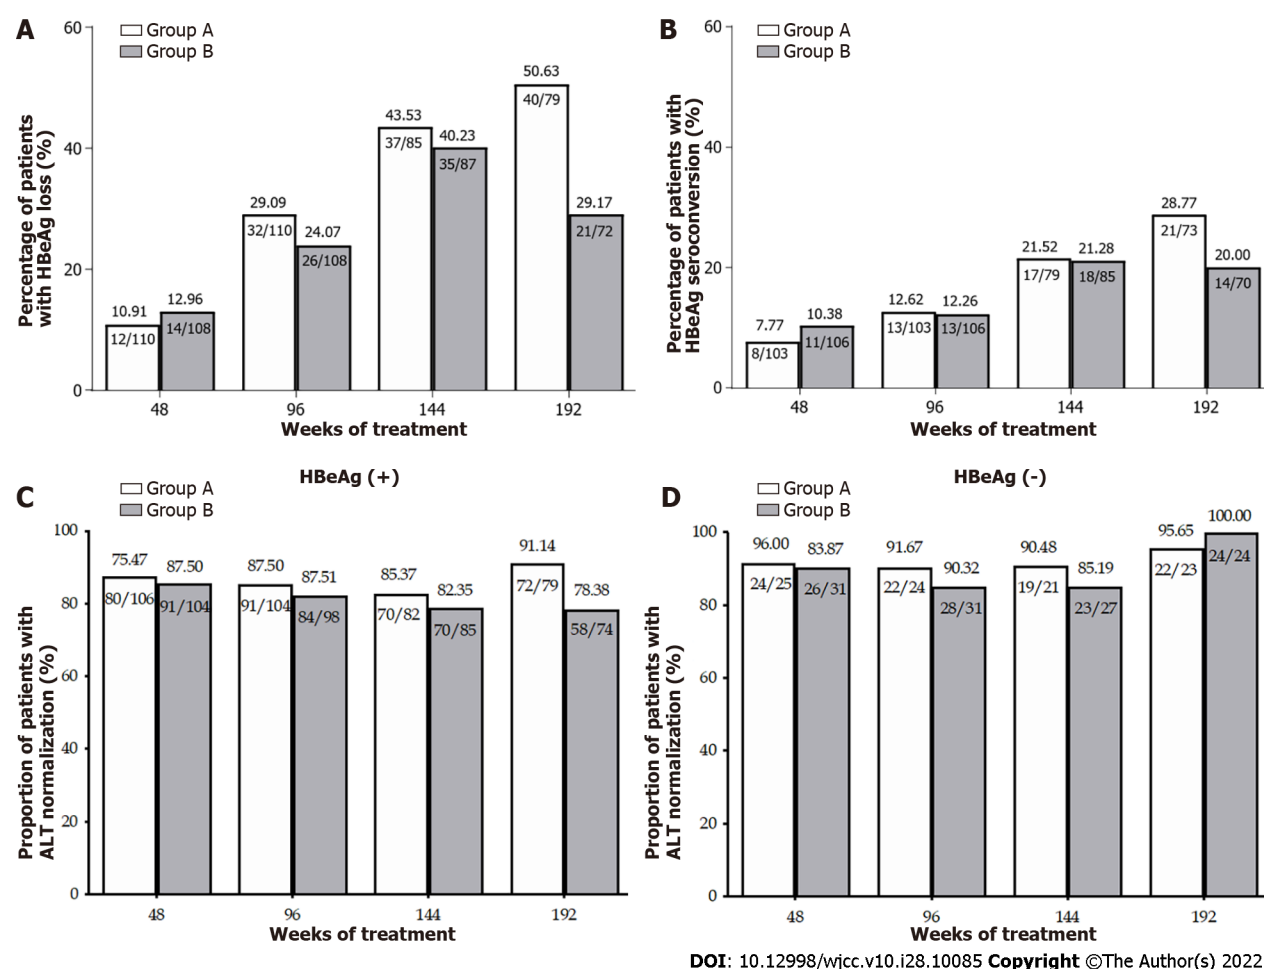 A
Group A
Group B
60
40
20
0
Percentage of patients
with HBeAg loss (%)
10.91
12/110
12.96
14/108
29.09
32/110
24.07
26/108
43.53
37/85
40.23
35/87
50.63
40/79
29.17
21/72
48 96 144 192
Weeks of treatment
B
Group A
Group B
60
40
20
0
Percentage of patients with
HBeAg seroconversion (%)
7.77
8/103
10.38
11/106
12.62
13/103
12.26
13/106
21.52
17/79
21.28
18/85
28.77
21/73
20.00
14/70
48 96 144 192
Weeks of treatment
C
HBeAg (+)
Group A
Group B
100
80
60
40
20
0
Proportion of patients with
ALT normalization (%)
75.47
80/106
87.50
91/104
87.50
91/104
87.51
84/98
85.37
70/82
82.35
70/85
91.14
72/79
78.38
58/74
48 96 144 192
Weeks of treatment
D
HBeAg (-)
Group A
Group B
100
80
60
40
20
0
Proportion of patients with
ALT normalization (%)
96.00
24/25
83.87
26/31
91.67
22/24
90.32
28/31
90.48
19/21
85.19
23/27
95.65
22/23
100.00
24/24
48 96 144 192
Weeks of treatment
DOI: 10.12998/wjcc.v10.i28.10085 Copyright ©The Author(s) 2022